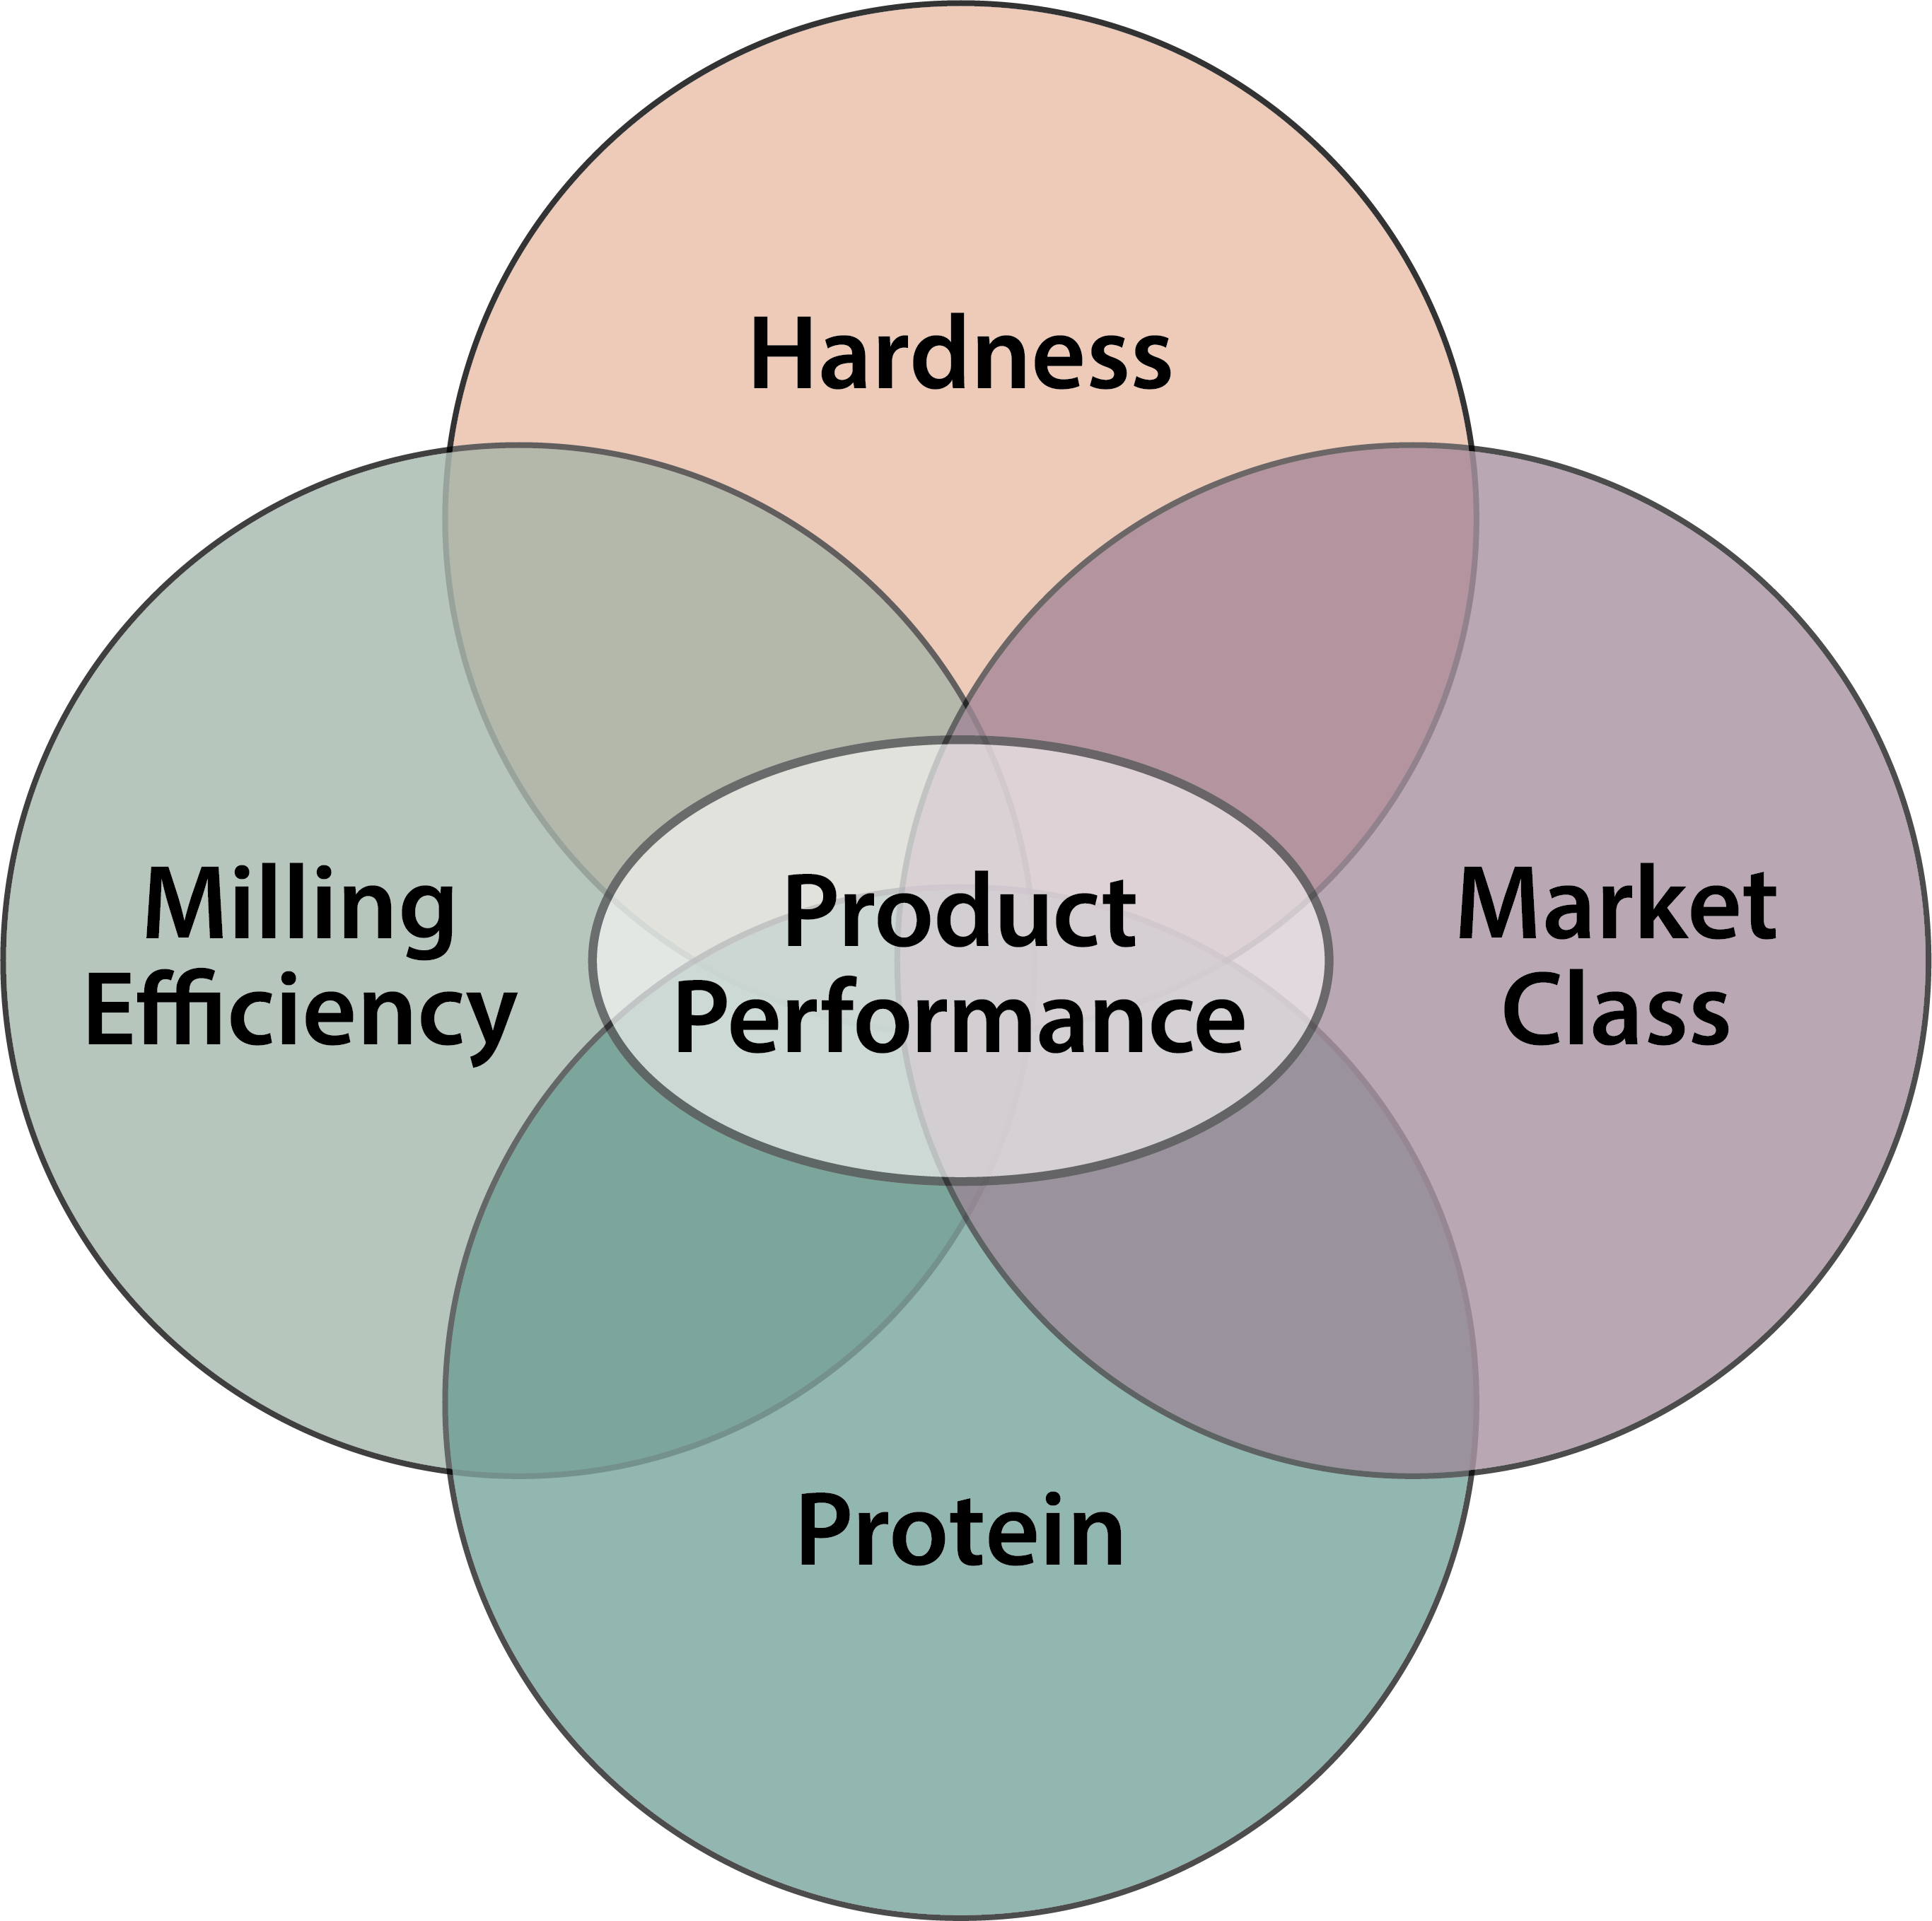 Hardness
Milling
Efficiency
Product
Performance
Market
Class
Protein